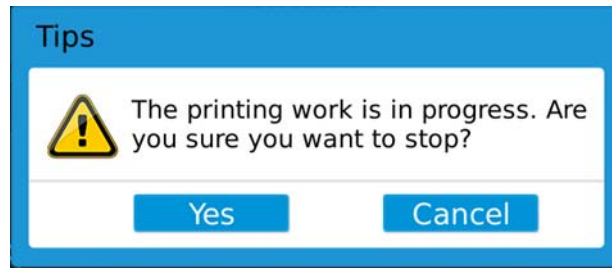 Tips
The printing work is in progress. Are
you sure you want to stop?
Yes
Cancel